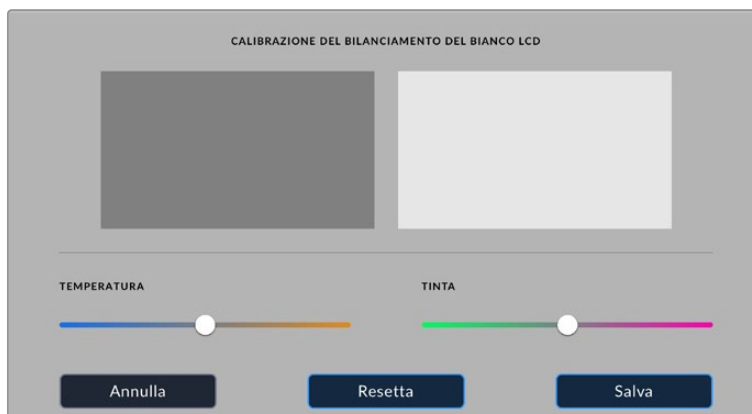 CALIBRAZIONE DEL BILANCIAMENTO DEL BIANCO LCD
TEMPERATURA
TINTA
Annulla
Resetta
Salva